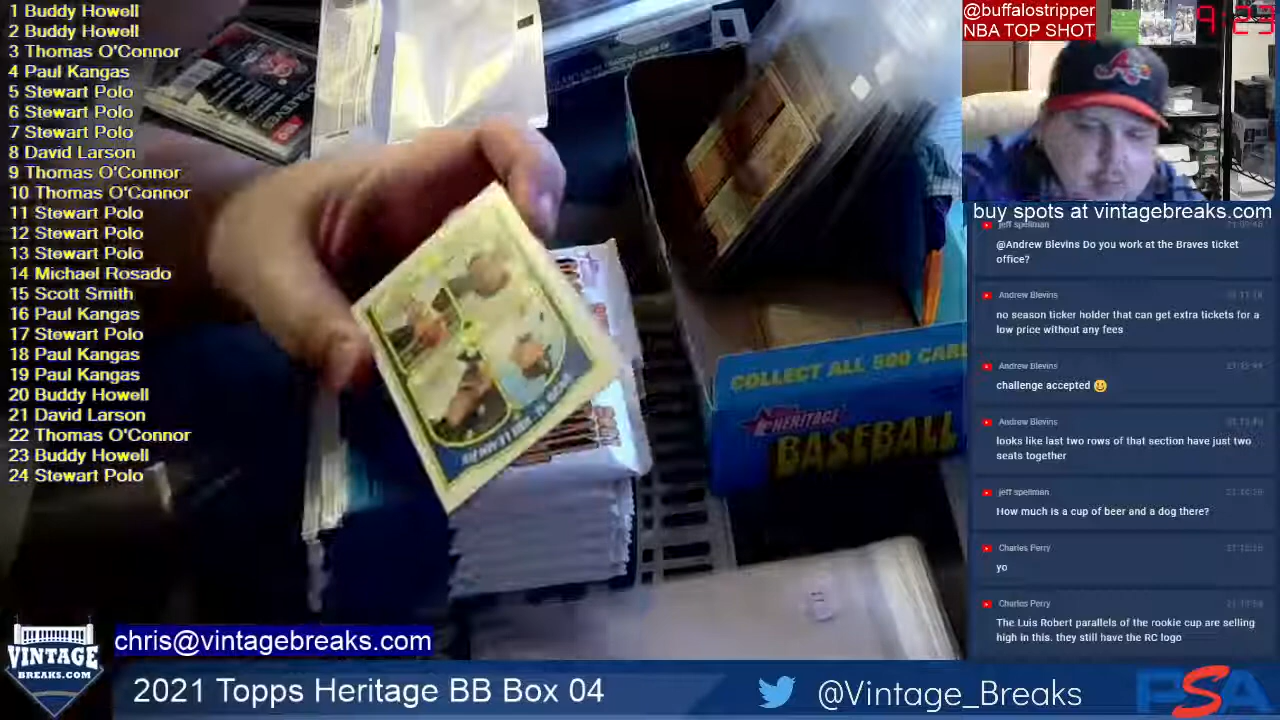 1 Buddy Howell
2 Buddy Howell
3 Thomas O'Connor
4 Paul Kangas
5 Stewart Polo
6 Stewart Polo
7 Stewart Polo
8 David Larson
9 Thomas O'Connor
10 Thomas O'Connor
11 Stewart Polo
12 Stewart Polo
13 Stewart Polo
14 Michael Rosado
15 Scott Smith
16 Paul Kangas
17 Stewart Polo
18 Paul Kangas
19 Paul Kangas
20 Buddy Howell
21 David Larson
22 Thomas O'Connor
23 Buddy Howell
24 Stewart Polo
COLLECT ALL 500 CAR
HERITAGE
BASEBALL
@buffalostripper
NBA TOP SHOT
9:23
buy spots at vintagebreaks.com
jeff spellman
@Andrew Blevins Do you work at the Braves ticket
office?
Andrew Blevins
no season ticker holder that can get extra tickets for a
low price without any fees
Andrew Blevins
challenge accepted
Andrew Blevins
looks like last two rows of that section have just two
seats together
jeff spellman
How much is a cup of beer and a dog there?
Charles Perry
yo
Charles Perry
The Luis Robert parallels of the rookie cup are selling
high in this. they still have the RC logo
VINTAGE
BREAKS.COM
chris@vintagebreaks.com
2021 Topps Heritage BB Box 04
@Vintage_Breaks
PSA